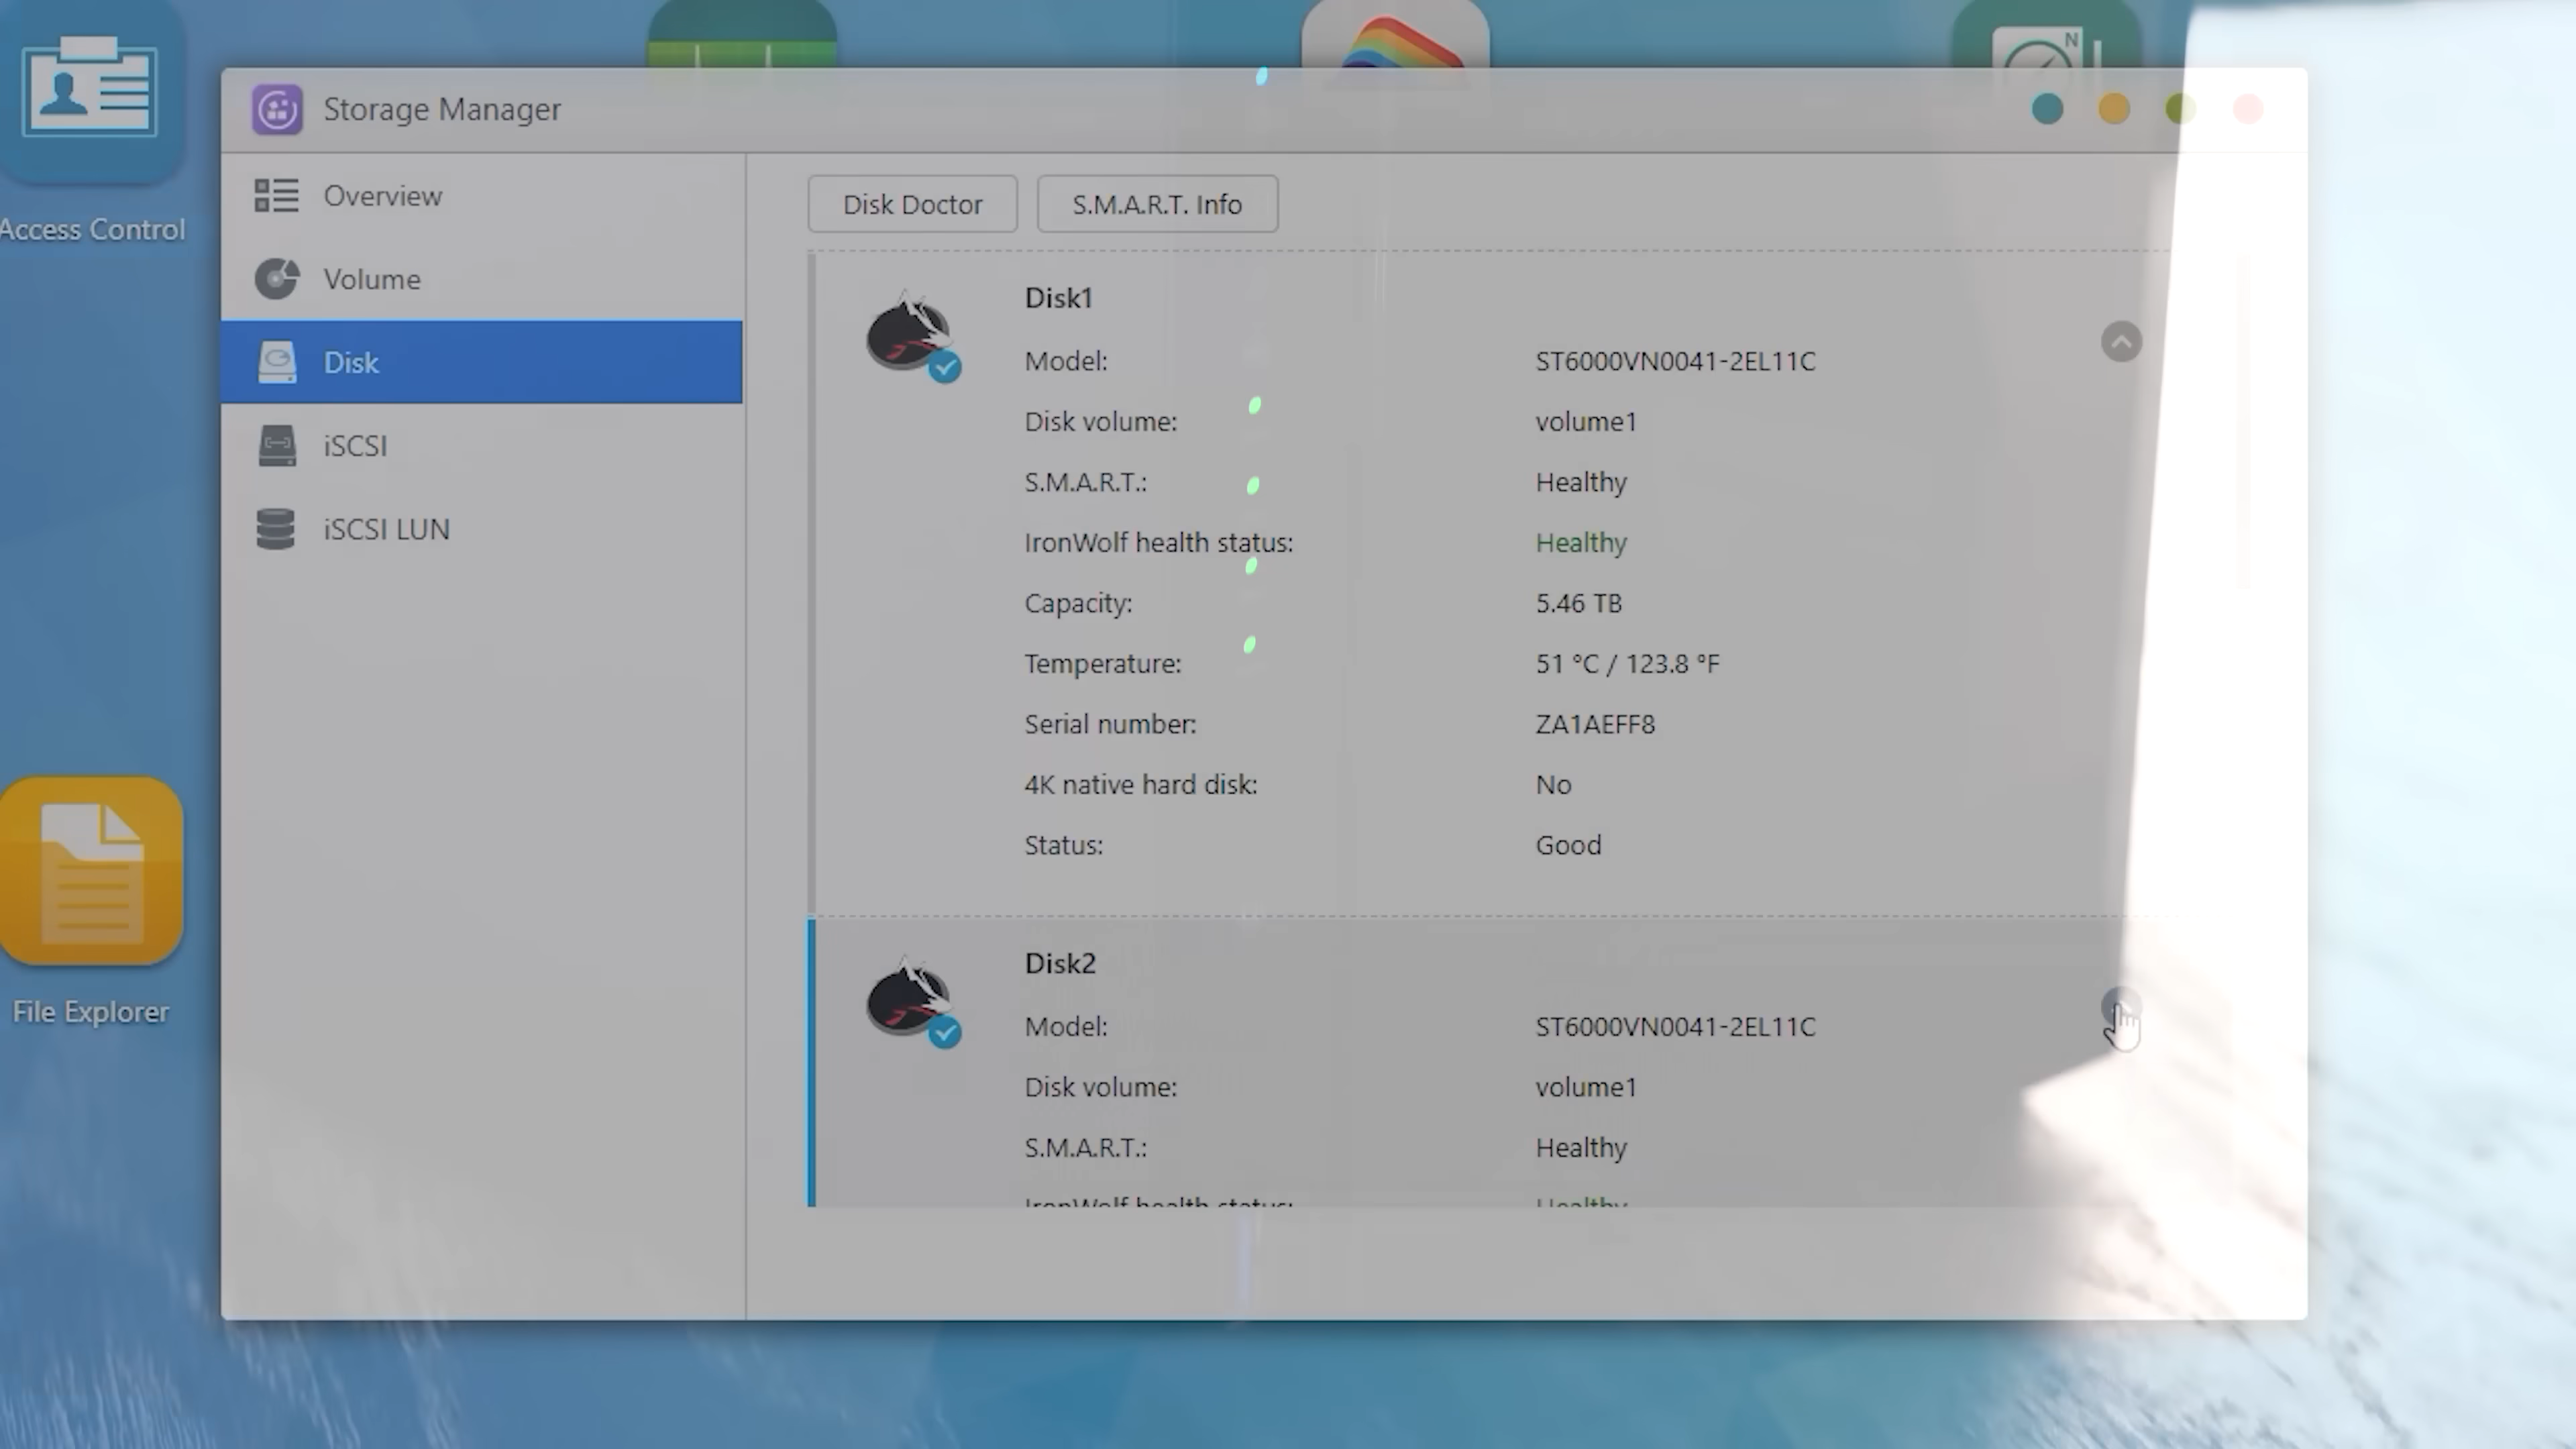 N
Storage Manager
Access Control
File Explorer
Overview
Volume
Disk
iSCSI
iSCSI LUN
Disk Doctor
S.M.A.R.T. Info
Disk1
Model: ST6000VN0041-2EL11C
Disk volume: volume1
S.M.A.R.T.: Healthy
IronWolf health status: Healthy
Capacity: 5.46 TB
Temperature: 51 °C / 123.8 °F
Serial number: ZA1AEFF8
4K native hard disk: No
Status: Good
Disk2
Model: ST6000VN0041-2EL11C
Disk volume: volume1
S.M.A.R.T.: Healthy
IronWolf health status: Healthy